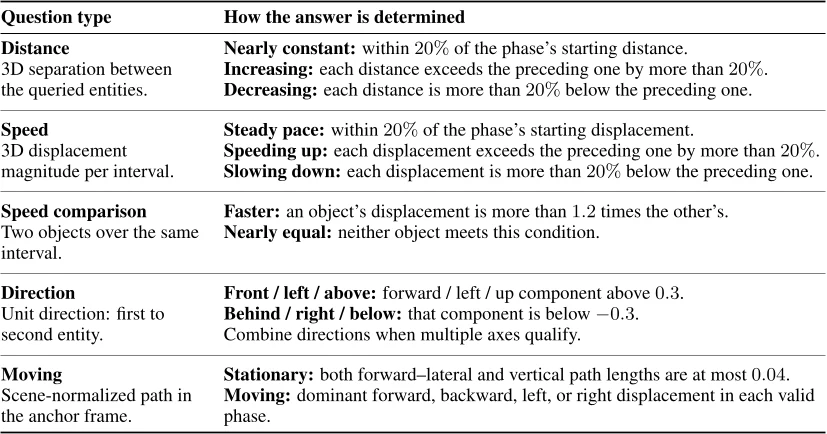 Question type How the answer is determined
Distance Nearly constant: within 20% of the phase's starting distance.
3D separation between Increasing: each distance exceeds the preceding one by more than 20%.
the queried entities. Decreasing: each distance is more than 20% below the preceding one.
Speed Steady pace: within 20% of the phase's starting displacement.
3D displacement Speeding up: each displacement exceeds the preceding one by more than 20%.
magnitude per interval. Slowing down: each displacement is more than 20% below the preceding one.
Speed comparison Faster: an object's displacement is more than 1.2 times the other's.
Two objects over the same Nearly equal: neither object meets this condition.
interval.
Direction Front / left / above: forward / left / up component above 0.3.
Unit direction: first to Behind / right / below: that component is below −0.3.
second entity. Combine directions when multiple axes qualify.
Moving Stationary: both forward–lateral and vertical path lengths are at most 0.04.
Scene-normalized path in Moving: dominant forward, backward, left, or right displacement in each valid
the anchor frame. phase.